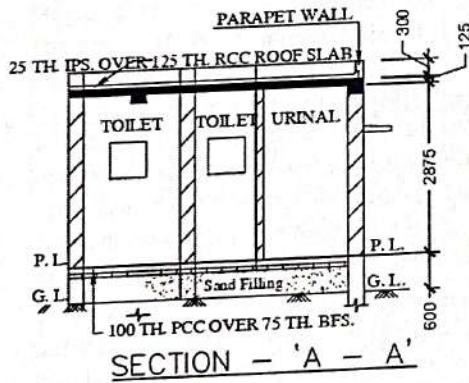 PARAPET WALL
25 TH. IPS. OVER 125 TH. RCC ROOF SLAB
300
125
TOILET TOILET URINAL
2875
P. L. P. L.
G. L. Sand Filling G. L.
600
100 TH. PCC OVER 75 TH. BFS.
SECTION - 'A - A'